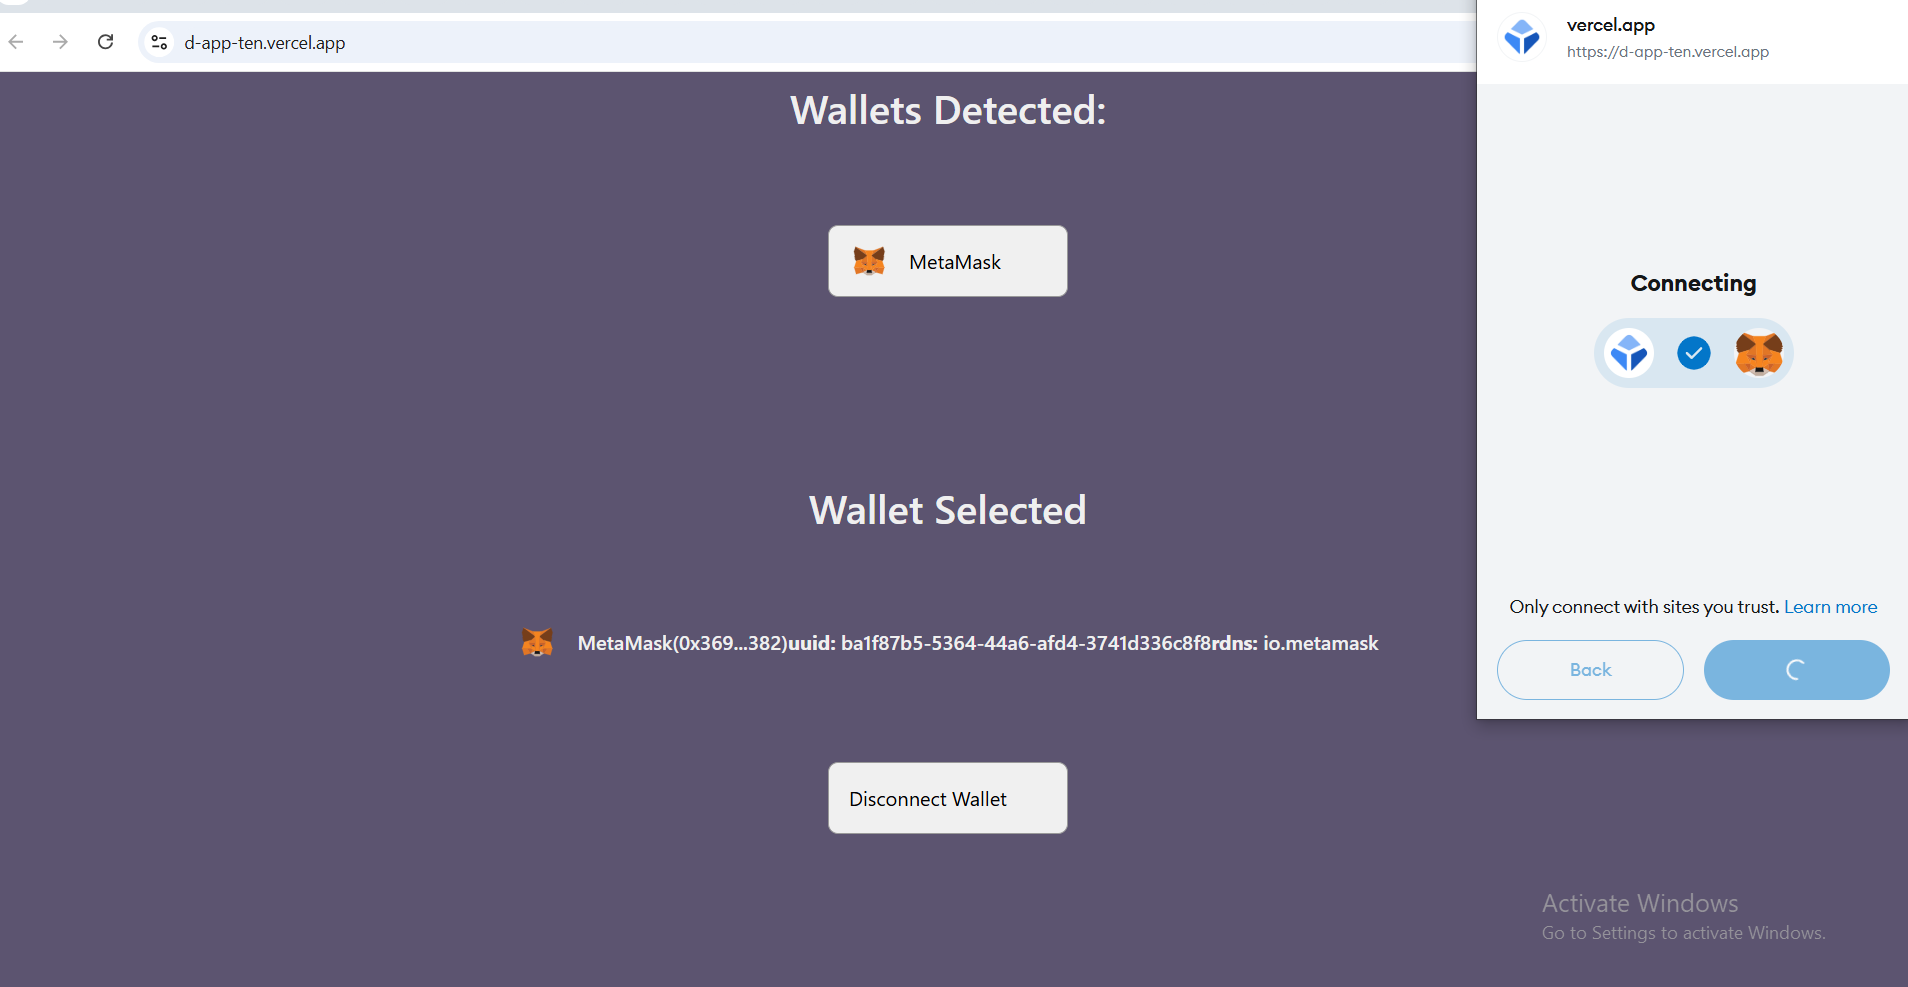 d-app-ten.vercel.app
Wallets Detected:
MetaMask
Wallet Selected
MetaMask(0x369...382)uuid: ba1f87b5-5364-44a6-afd4-3741d336c8f8rdns: io.metamask
Disconnect Wallet
vercel.app
https://d-app-ten.vercel.app
Connecting
Only connect with sites you trust. Learn more
Back
Activate Windows
Go to Settings to activate Windows.